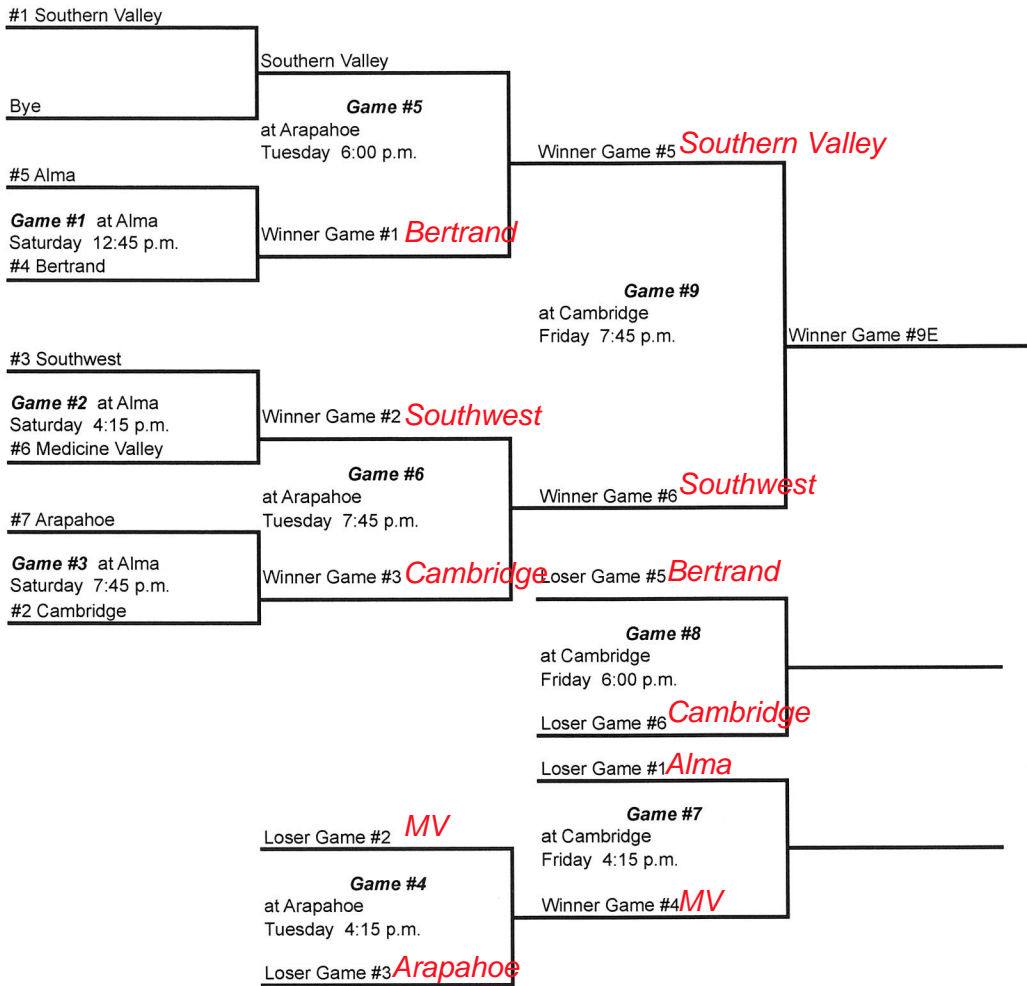 #1 Southern Valley
Southern Valley
Bye
Game #5
at Arapahoe
Tuesday 6:00 p.m.
Winner Game #5 Southern Valley
#5 Alma
Game #1 at Alma
Saturday 12:45 p.m.
#4 Bertrand
Winner Game #1 Bertrand
Game #9
at Cambridge
Friday 7:45 p.m.
Winner Game #9E
#3 Southwest
Game #2 at Alma
Saturday 4:15 p.m.
#6 Medicine Valley
Winner Game #2 Southwest
Game #6
at Arapahoe
Tuesday 7:45 p.m.
Winner Game #6 Southwest
#7 Arapahoe
Game #3 at Alma
Saturday 7:45 p.m.
#2 Cambridge
Winner Game #3 Cambridge
Loser Game #5 Bertrand
Game #8
at Cambridge
Friday 6:00 p.m.
Loser Game #6 Cambridge
Loser Game #1 Alma
Game #7
at Cambridge
Friday 4:15 p.m.
Loser Game #2 MV
Game #4
at Arapahoe
Tuesday 4:15 p.m.
Winner Game #4 MV
Loser Game #3 Arapahoe